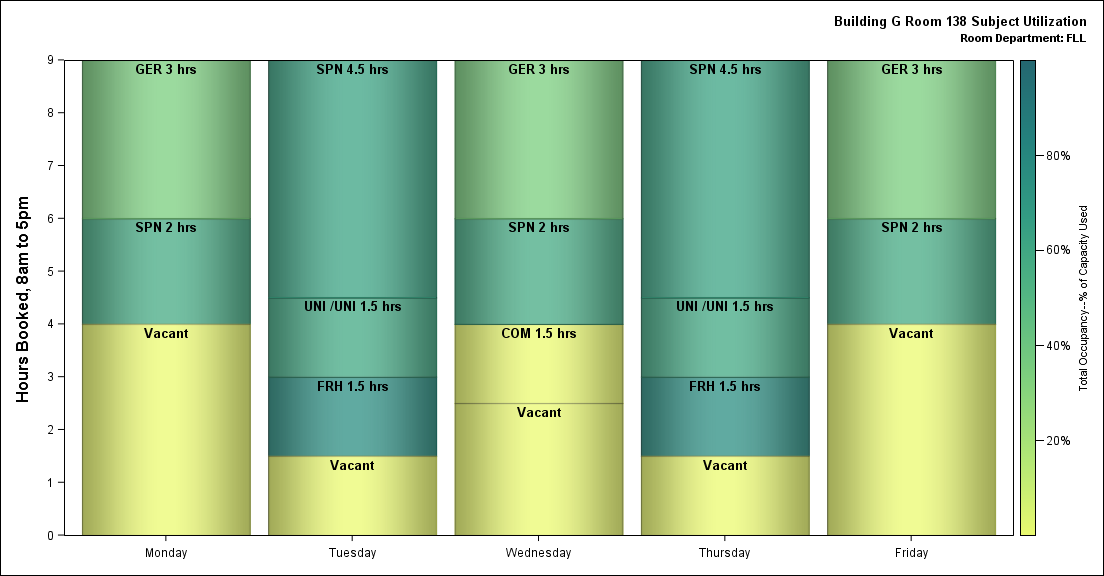 Building G Room 138 Subject Utilization
Room Department: FLL
Hours Booked, 8am to 5pm
9
8
7
6
5
4
3
2
1
0
GER 3 hrs
SPN 2 hrs
Vacant
Monday
SPN 4.5 hrs
UNI /UNI 1.5 hrs
FRH 1.5 hrs
Vacant
Tuesday
GER 3 hrs
SPN 2 hrs
COM 1.5 hrs
Vacant
Wednesday
SPN 4.5 hrs
UNI /UNI 1.5 hrs
FRH 1.5 hrs
Vacant
Thursday
GER 3 hrs
SPN 2 hrs
Vacant
Friday
80%
60%
40%
20%
Total Occupancy--% of Capacity Used